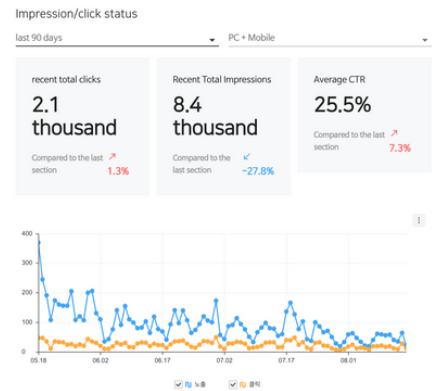 Impression/click status
last 90 days
PC + Mobile
recent total clicks
2.1
thousand
Compared to the last
section
1.3%
Recent Total Impressions
8.4
thousand
Compared to the
last section
-27.8%
Average CTR
25.5%
Compared to the last
section
7.3%
400
300
200
100
0
05.18
06.02
06.17
07.02
07.17
08.01
노출
클릭